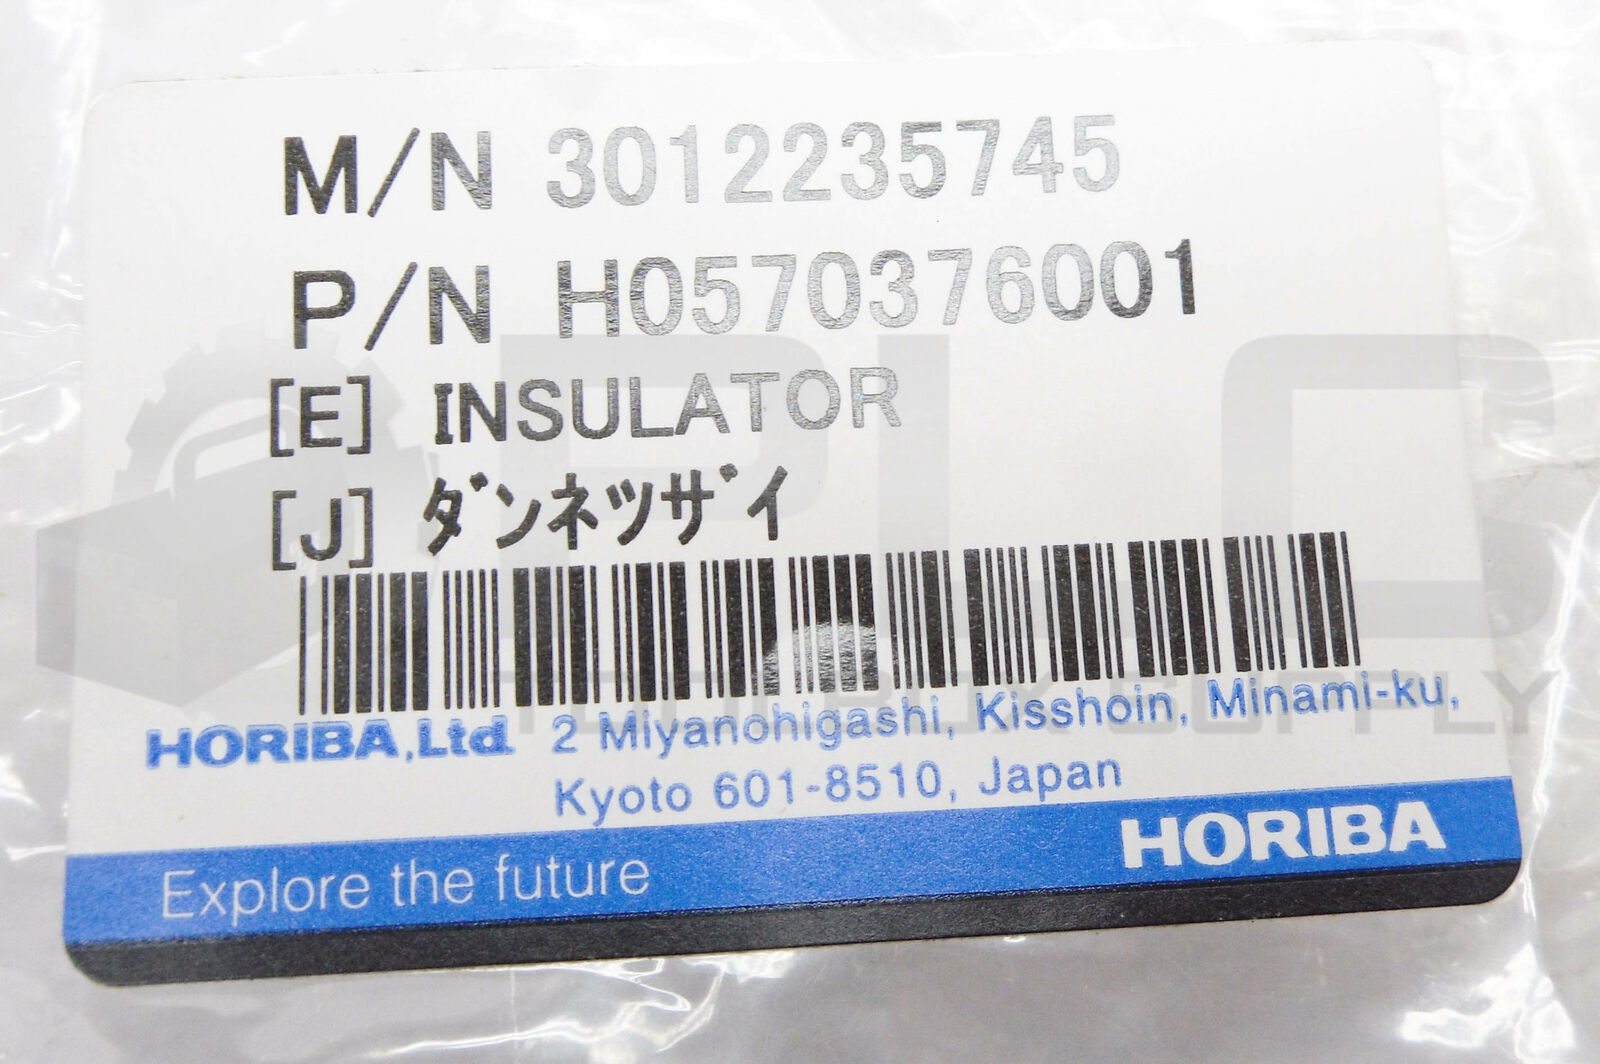 M/N 3012235745
P/N H0570376001
[E] INSULATOR
[J] ﾀﾞﾝﾈﾂｻﾞｲ
HORIBA,Ltd. 2 Miyanohigashi, Kisshoin, Minami-ku,
Kyoto 601-8510, Japan
Explore the future
HORIBA
PLC